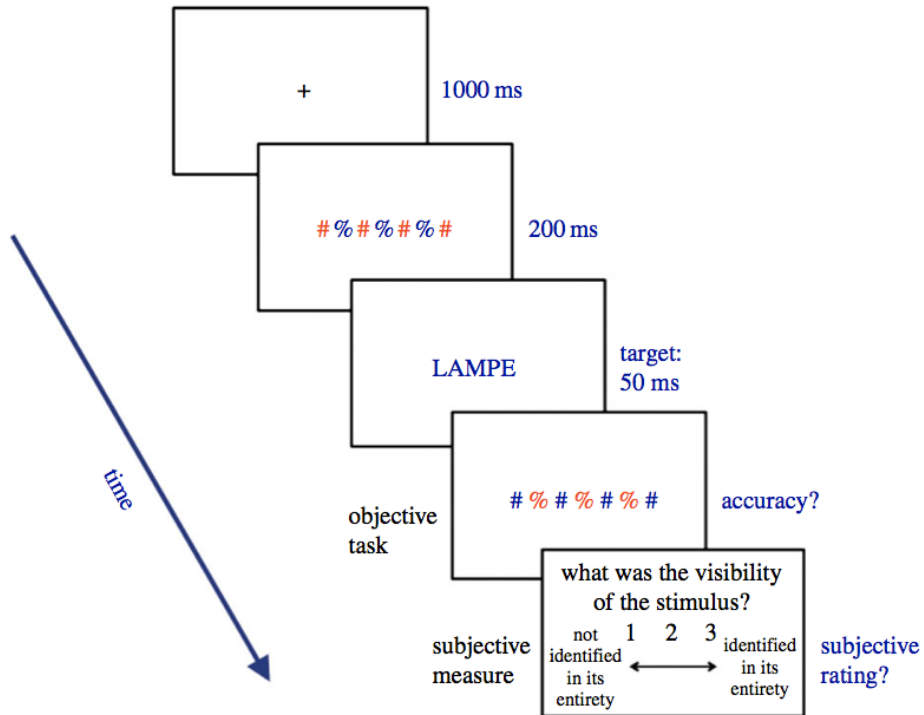 +
1000 ms
#%#%#%#
200 ms
LAMPE
target:
50 ms
time
objective
task
#%#%#%#
accuracy?
subjective
measure
what was the visibility
of the stimulus?
1 2 3
not
identified
in its
entirety
identified
in its
entirety
subjective
rating?